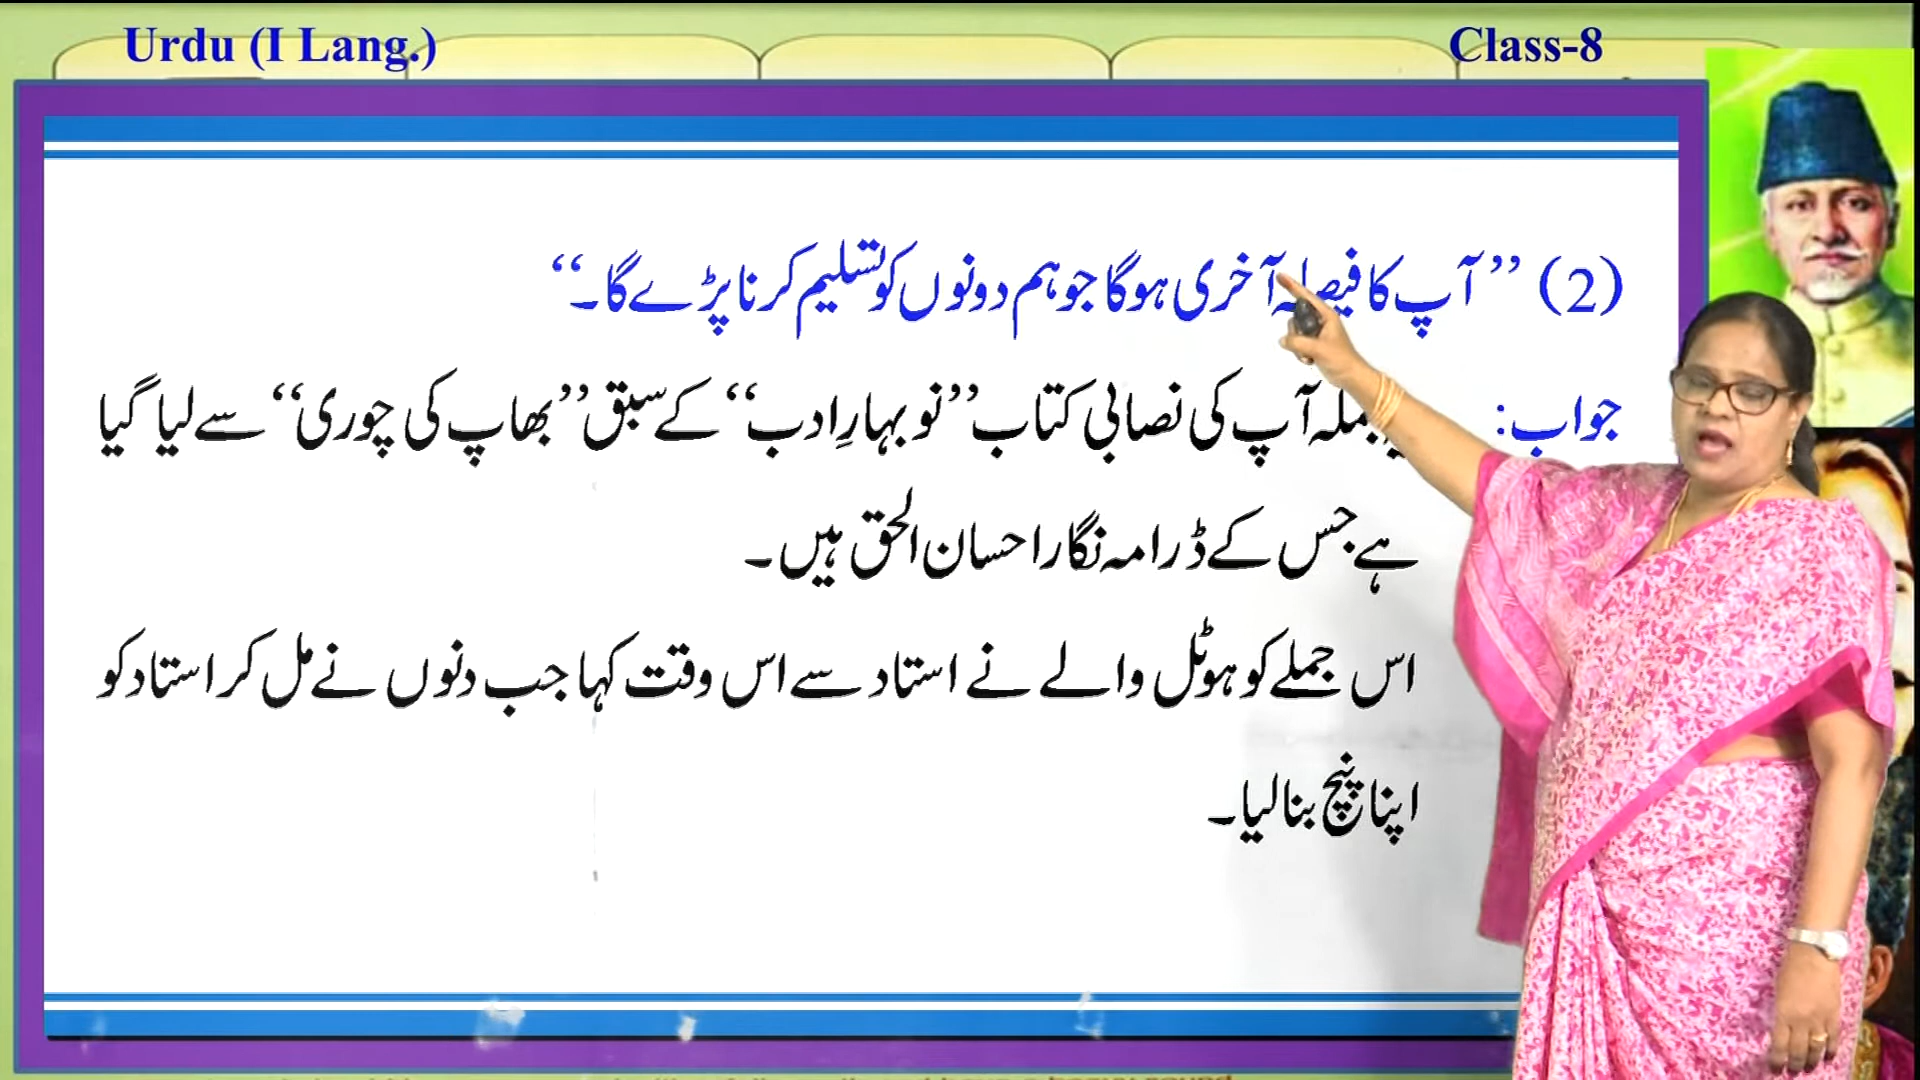 Urdu (I Lang.)
Class-8
(2) ’’آپ کا فیصلہ آخری ہوگا جو ہم دونوں کو تسلیم کرنا پڑے گا۔‘‘
جواب: جملہ آپ کی نصابی کتاب ’’نو بہارِ ادب‘‘ کے سبق ’’بھاپ کی چوری‘‘ سے لیا گیا
ہے جس کے ڈرامہ نگار احسان الحق ہیں۔
اس جملے کو ہوٹل والے نے استاد سے اس وقت کہا جب دنوں نے مل کر استاد کو
اپنا پنچ بنا لیا۔